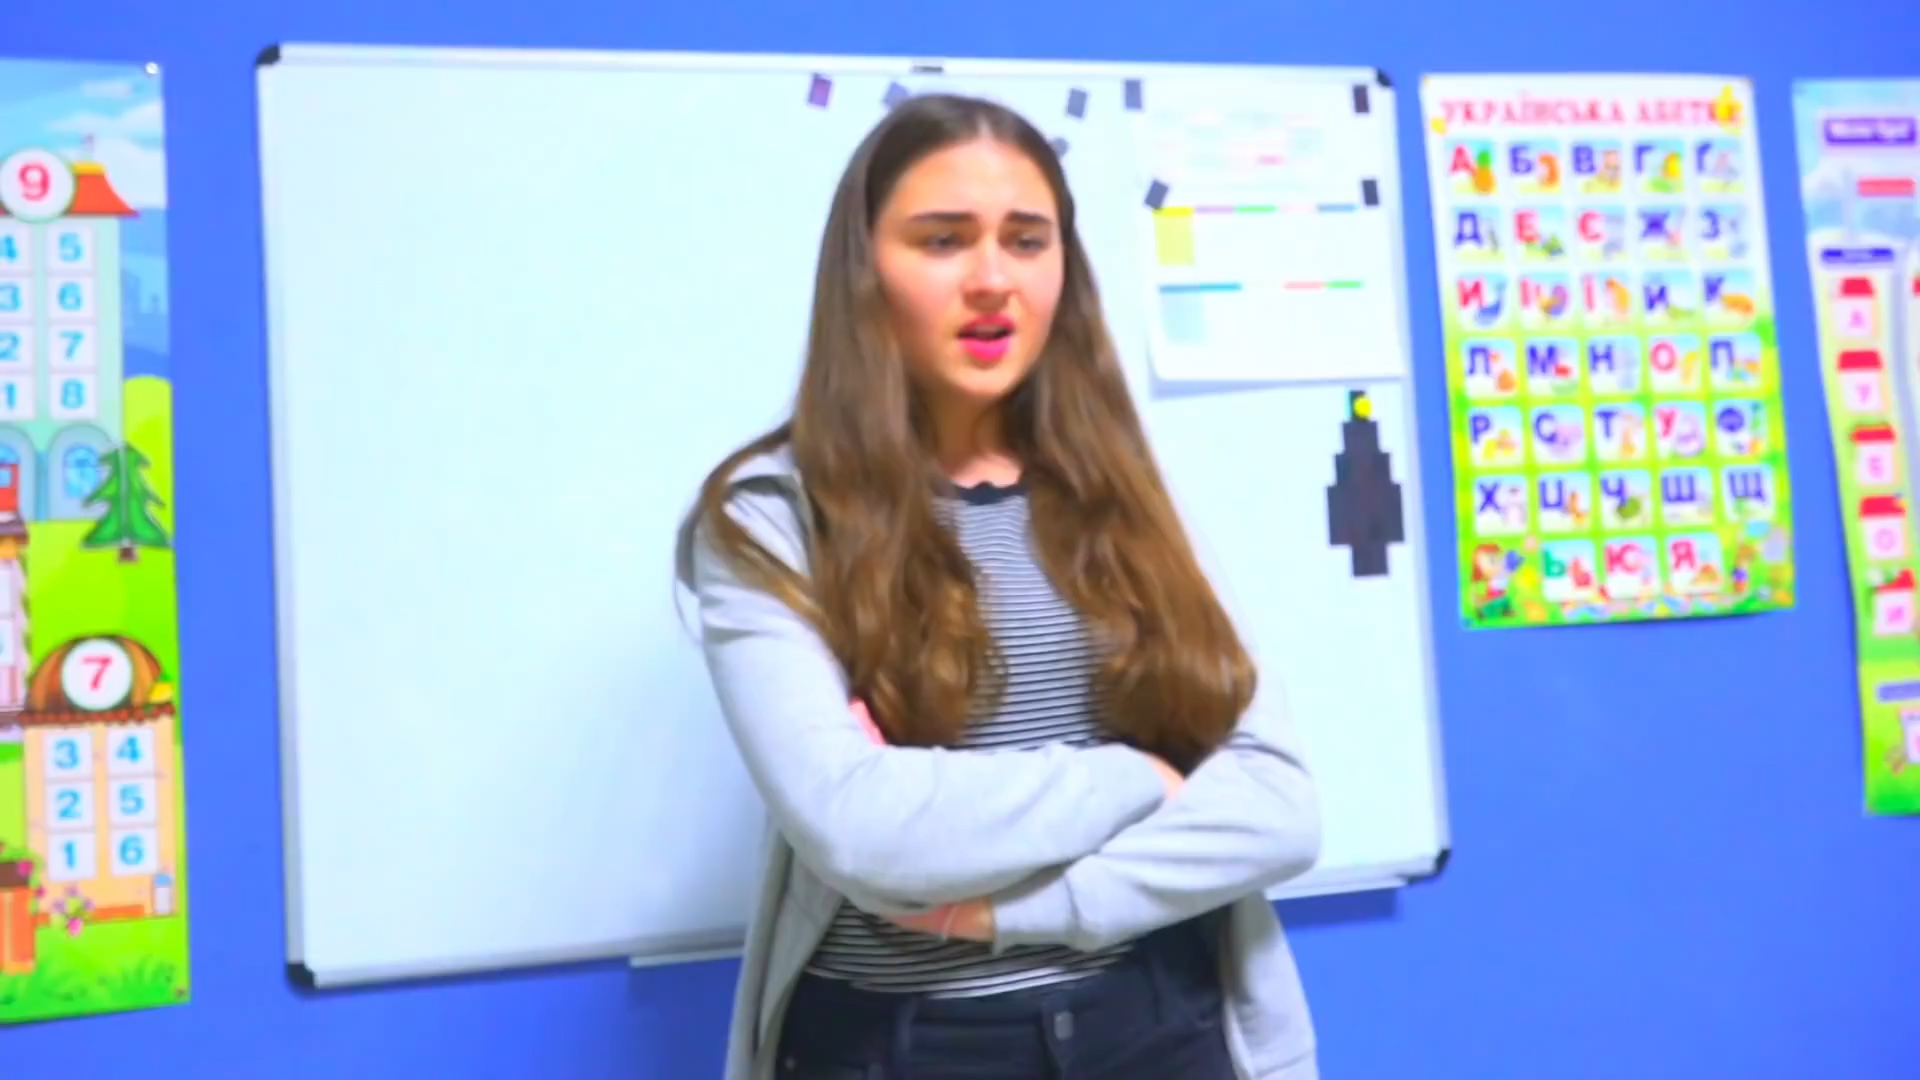 9
4 5
3 6
2 7
1 8
7
3 4
2 5
1 6
УКРАЇНСЬКА АБЕТКА
А Б В Г Ґ
Д Е Є Ж З
И І Ї Й К
Л М Н О П
Р С Т У Ф
Х Ц Ч Ш Щ
Ь Ю Я
А
У
Е
О
И